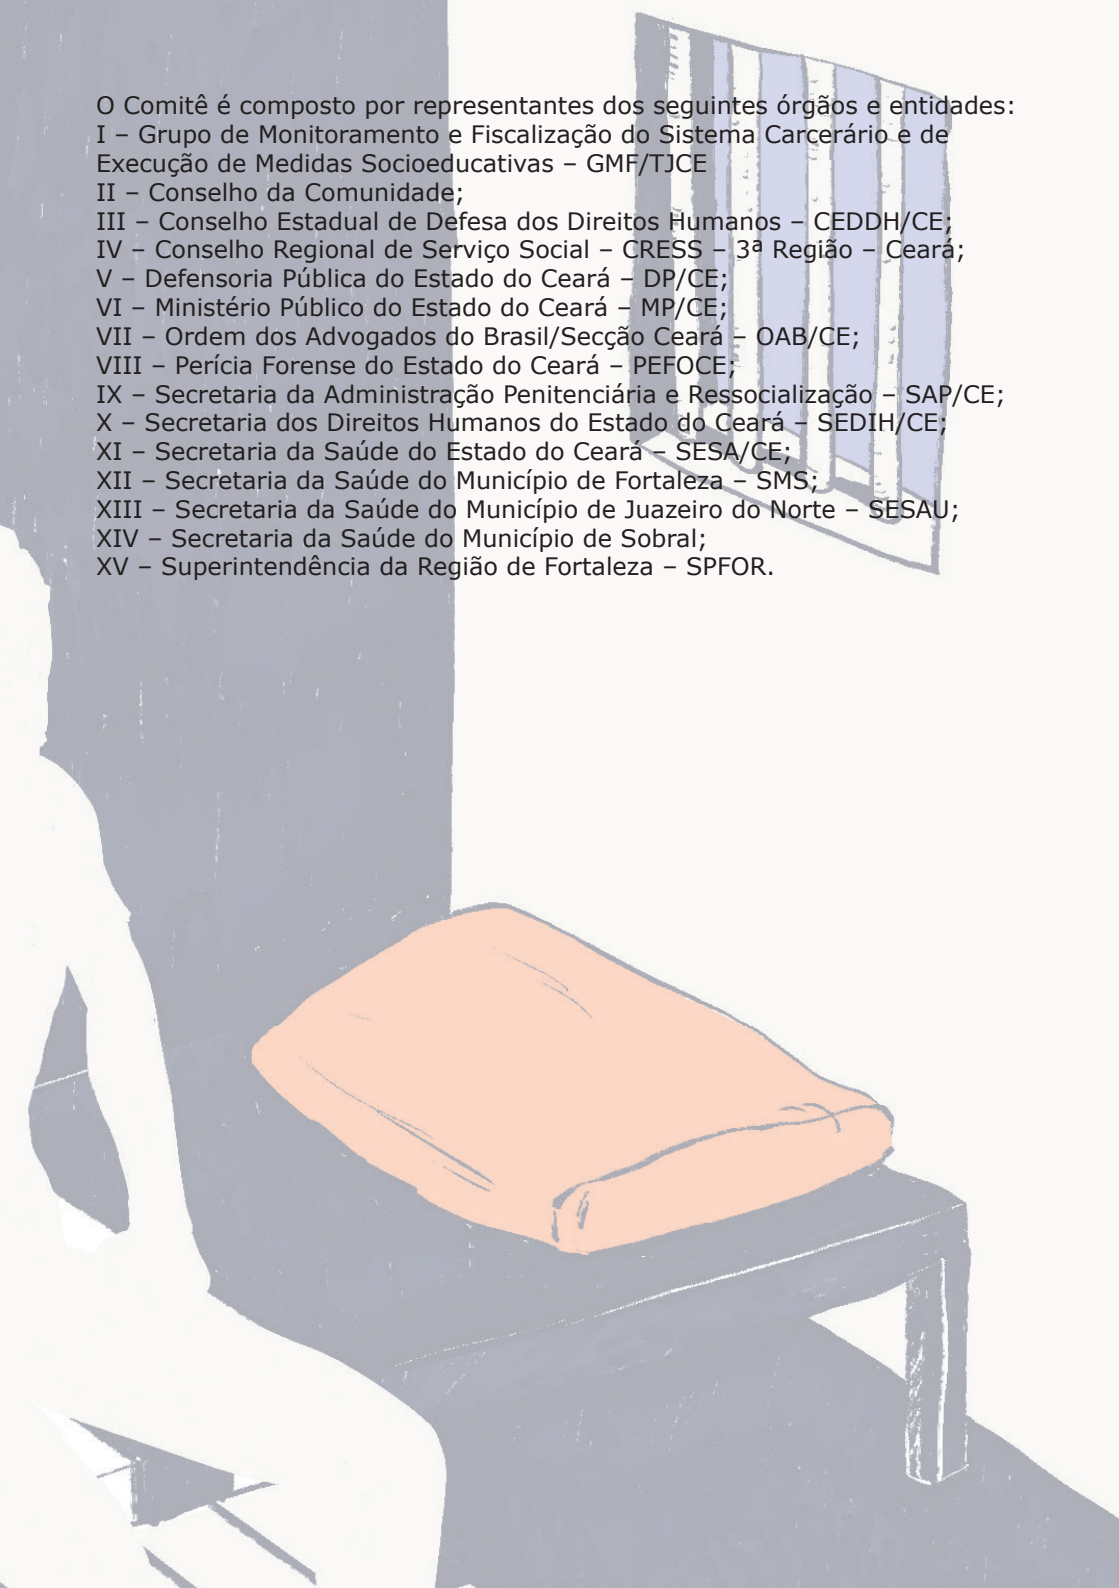 O Comitê é composto por representantes dos seguintes órgãos e entidades:
I – Grupo de Monitoramento e Fiscalização do Sistema Carcerário e de
Execução de Medidas Socioeducativas – GMF/TJCE
II – Conselho da Comunidade;
III – Conselho Estadual de Defesa dos Direitos Humanos – CEDDH/CE;
IV – Conselho Regional de Serviço Social – CRESS – 3ª Região – Ceará;
V – Defensoria Pública do Estado do Ceará – DP/CE;
VI – Ministério Público do Estado do Ceará – MP/CE;
VII – Ordem dos Advogados do Brasil/Secção Ceará – OAB/CE;
VIII – Perícia Forense do Estado do Ceará – PEFOCE;
IX – Secretaria da Administração Penitenciária e Ressocialização – SAP/CE;
X – Secretaria dos Direitos Humanos do Estado do Ceará – SEDIH/CE;
XI – Secretaria da Saúde do Estado do Ceará – SESA/CE;
XII – Secretaria da Saúde do Município de Fortaleza – SMS;
XIII – Secretaria da Saúde do Município de Juazeiro do Norte – SESAU;
XIV – Secretaria da Saúde do Município de Sobral;
XV – Superintendência da Região de Fortaleza – SPFOR.